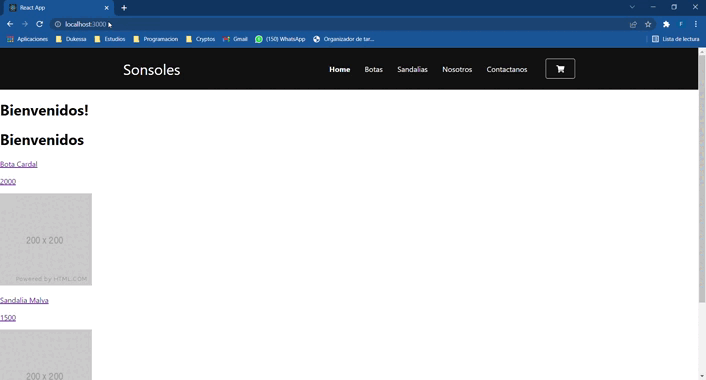 React App
localhost:3000
Aplicaciones Dukessa Estudios Programacion Cryptos Gmail (150) WhatsApp Organizador de tar... Lista de lectura
Sonsoles Home Botas Sandalias Nosotros Contactanos
Bienvenidos!
Bienvenidos
Bota Cardal
2000
200 x 200
Powered by HTML.COM
Sandalia Malva
1500
200 x 200